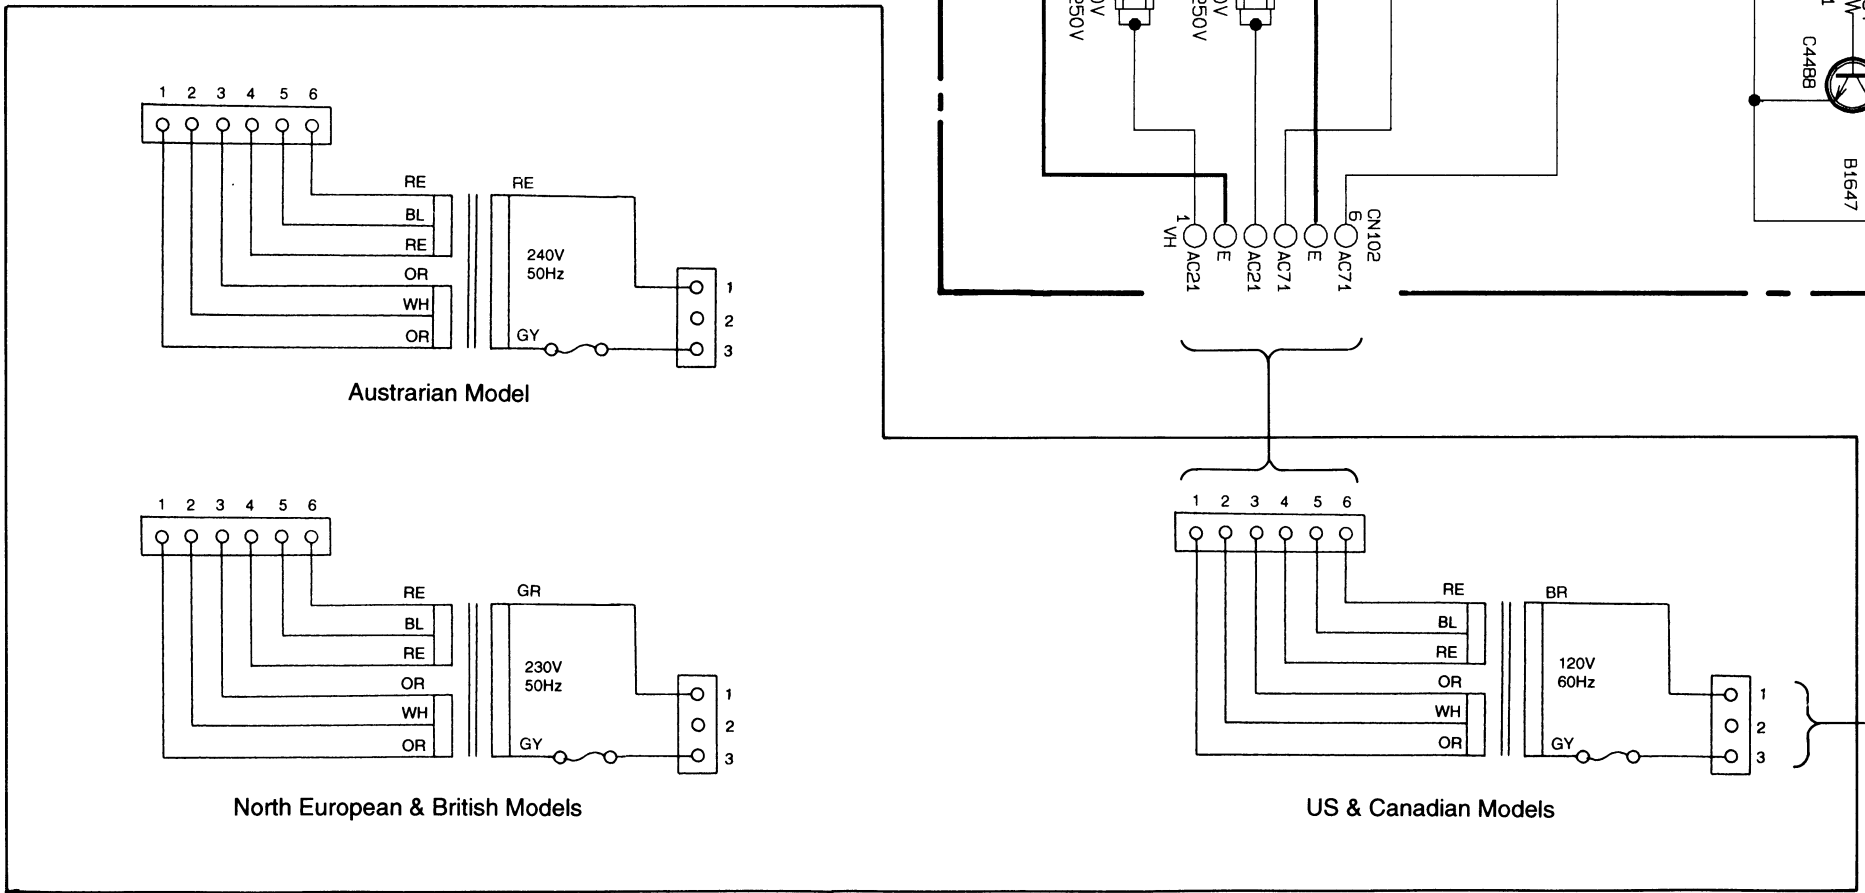 250V
250V
C4488
B1647
CN102
1 6
VH
AC21 E AC21 AC71 E AC71
1 2 3 4 5 6
RE
BL
RE
OR
WH
OR
RE
240V
50Hz
GY
1
2
3
Austrarian Model
1 2 3 4 5 6
RE
BL
RE
OR
WH
OR
GR
230V
50Hz
GY
1
2
3
North European & British Models
1 2 3 4 5 6
RE
BL
RE
OR
WH
OR
BR
120V
60Hz
GY
1
2
3
US & Canadian Models